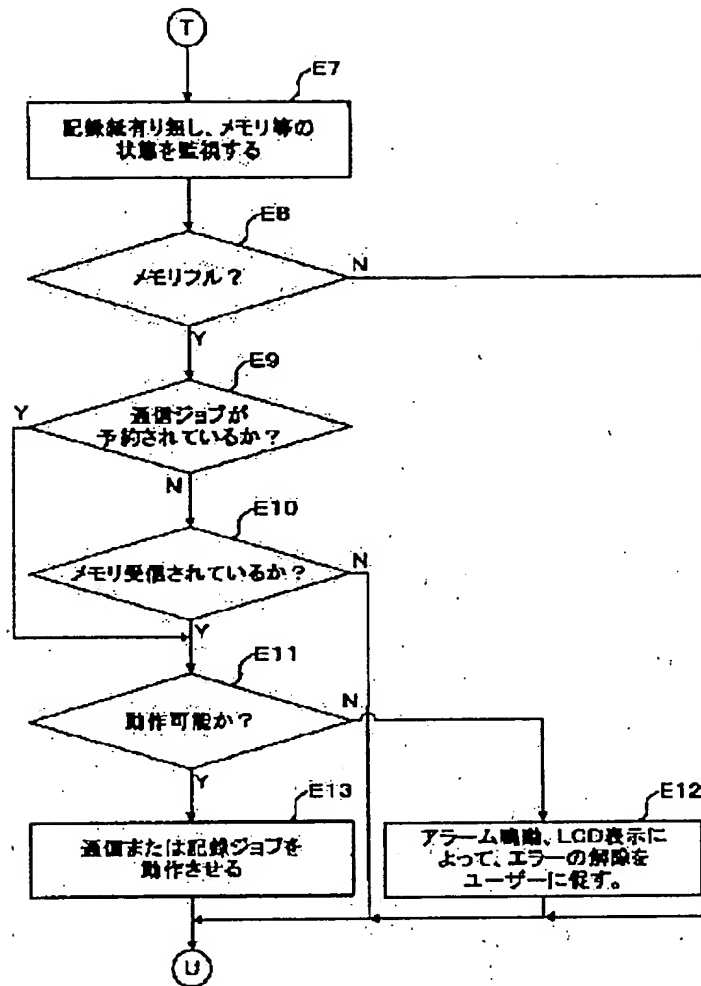 T
E7
記録紙有り無し、メモリ等の
状態を監視する
E8
メモリフル？
N
Y
E9
通信ジョブが
予約されているか？
Y
N
E10
メモリ受信されているか？
N
Y
E11
動作可能か？
N
Y
E13
通信または記録ジョブを
動作させる
E12
アラーム鳴動、LCD表示に
よって、エラーの解除を
ユーザーに促す。
U